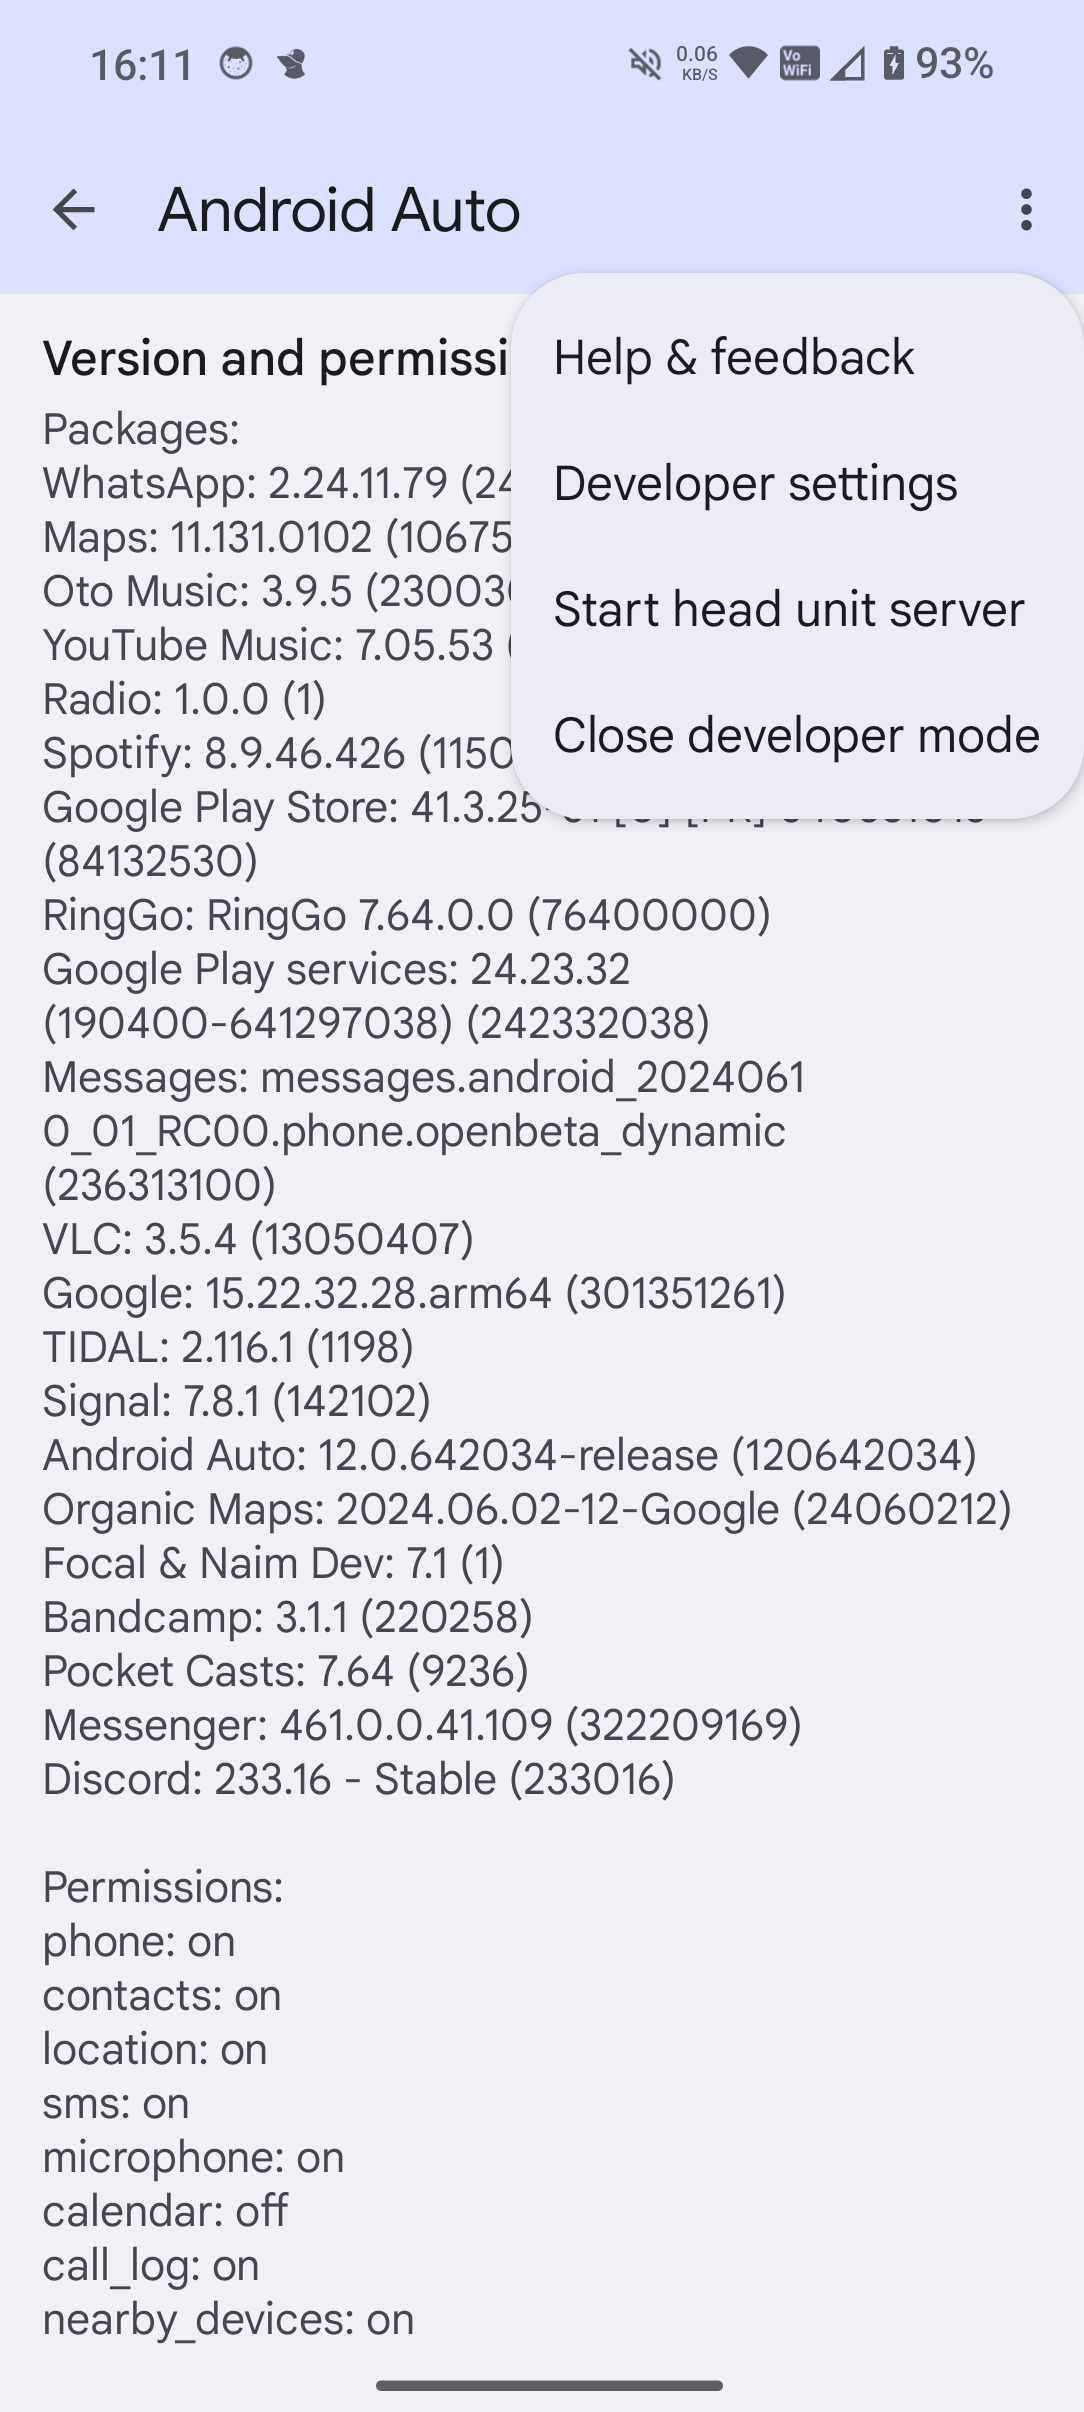 16:11
0.06
KB/S
Vo
WiFi
93%
Android Auto
Help & feedback
Developer settings
Start head unit server
Close developer mode
Version and permissi
Packages:
WhatsApp: 2.24.11.79 (24
Maps: 11.131.0102 (10675
Oto Music: 3.9.5 (23003
YouTube Music: 7.05.53 (
Radio: 1.0.0 (1)
Spotify: 8.9.46.426 (1150
Google Play Store: 41.3.25-
(84132530)
RingGo: RingGo 7.64.0.0 (76400000)
Google Play services: 24.23.32
(190400-641297038) (242332038)
Messages: messages.android_2024061
0_01_RC00.phone.openbeta_dynamic
(236313100)
VLC: 3.5.4 (13050407)
Google: 15.22.32.28.arm64 (301351261)
TIDAL: 2.116.1 (1198)
Signal: 7.8.1 (142102)
Android Auto: 12.0.642034-release (120642034)
Organic Maps: 2024.06.02-12-Google (24060212)
Focal & Naim Dev: 7.1 (1)
Bandcamp: 3.1.1 (220258)
Pocket Casts: 7.64 (9236)
Messenger: 461.0.0.41.109 (322209169)
Discord: 233.16 - Stable (233016)
Permissions:
phone: on
contacts: on
location: on
sms: on
microphone: on
calendar: off
call_log: on
nearby_devices: on